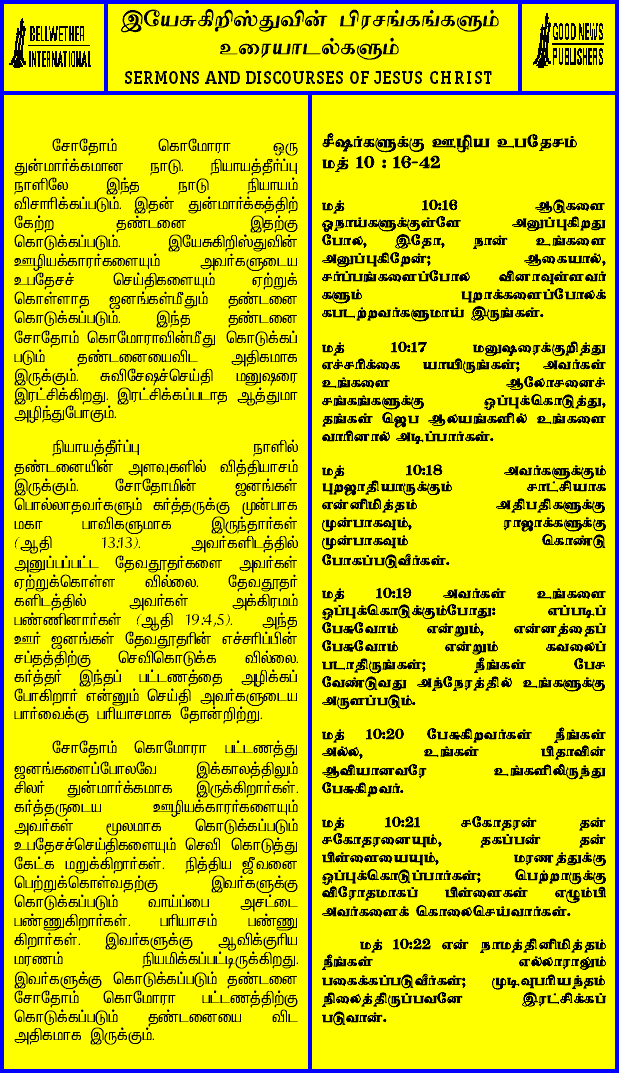 BELLWETHER
INTERNATIONAL
இயேசுகிறிஸ்துவின் பிரசங்கங்களும்
உரையாடல்களும்
SERMONS AND DISCOURSES OF JESUS CHRIST
GOOD NEWS
PUBLISHERS
சோதோம் கொமோரா ஒரு
துன்மார்க்கமான நாடு. நியாயத்தீர்ப்பு
நாளிலே இந்த நாடு நியாயம்
விசாரிக்கப்படும். இதன் துன்மார்க்கத்திற்
கேற்ற தண்டனை இதற்கு
கொடுக்கப்படும். இயேசுகிறிஸ்துவின்
ஊழியக்காரர்களையும் அவர்களுடைய
உபதேசச் செய்திகளையும் ஏற்றுக்
கொள்ளாத ஜனங்கள்மீதும் தண்டனை
கொடுக்கப்படும். இந்த தண்டனை
சோதோம் கொமோராவின்மீது கொடுக்கப்
படும் தண்டனையைவிட அதிகமாக
இருக்கும். சுவிசேஷச்செய்தி மனுஷரை
இரட்சிக்கிறது. இரட்சிக்கப்படாத ஆத்துமா
அழிந்துபோகும்.
நியாயத்தீர்ப்பு நாளில்
தண்டனையின் அளவுகளில் வித்தியாசம்
இருக்கும். சோதோமின் ஜனங்கள்
பொல்லாதவர்களும் கர்த்தருக்கு முன்பாக
மகா பாவிகளுமாக இருந்தார்கள்
(ஆதி 13:13). அவர்களிடத்தில்
அனுப்பப்பட்ட தேவதூதர்களை அவர்கள்
ஏற்றுக்கொள்ள வில்லை. தேவதூதர்
களிடத்தில் அவர்கள் அக்கிரமம்
பண்ணினார்கள் (ஆதி 19:4,5). அந்த
ஊர் ஜனங்கள் தேவதூதரின் எச்சரிப்பின்
சப்தத்திற்கு செவிகொடுக்க வில்லை.
கர்த்தர் இந்தப் பட்டணத்தை அழிக்கப்
போகிறார் என்னும் செய்தி அவர்களுடைய
பார்வைக்கு பரியாசமாக தோன்றிற்று.
சோதோம் கொமோரா பட்டணத்து
ஜனங்களைப்போலவே இக்காலத்திலும்
சிலர் துன்மார்க்கமாக இருக்கிறார்கள்.
கர்த்தருடைய ஊழியக்காரர்களையும்
அவர்கள் மூலமாக கொடுக்கப்படும்
உபதேசச்செய்திகளையும் செவி கொடுத்து
கேட்க மறுக்கிறார்கள். நித்திய ஜீவனை
பெற்றுக்கொள்வதற்கு இவர்களுக்கு
கொடுக்கப்படும் வாய்ப்பை அசட்டை
பண்ணுகிறார்கள். பரியாசம் பண்ணு
கிறார்கள். இவர்களுக்கு ஆவிக்குரிய
மரணம் நியமிக்கப்பட்டிருக்கிறது.
இவர்களுக்கு கொடுக்கப்படும் தண்டனை
சோதோம் கொமோரா பட்டணத்திற்கு
கொடுக்கப்படும் தண்டனையை விட
அதிகமாக இருக்கும்.
சீஷர்களுக்கு ஊழிய உபதேசம்
மத் 10 : 16-42
மத் 10:16 ஆடுகளை
ஓநாய்களுக்குள்ளே அனுப்புகிறது
போல, இதோ, நான் உங்களை
அனுப்புகிறேன்; ஆகையால்,
சர்ப்பங்களைப்போல வினாவுள்ளவர்
களும் புறாக்களைப்போலக்
கபடற்றவர்களுமாய் இருங்கள்.
மத் 10:17 மனுஷரைக்குறித்து
எச்சரிக்கை யாயிருங்கள்; அவர்கள்
உங்களை ஆலோசனைச்
சங்கங்களுக்கு ஒப்புக்கொடுத்து,
தங்கள் ஜெப ஆலயங்களில் உங்களை
வாரினால் அடிப்பார்கள்.
மத் 10:18 அவர்களுக்கும்
புறஜாதியாருக்கும் சாட்சியாக
என்னிமித்தம் அதிபதிகளுக்கு
முன்பாகவும், ராஜாக்களுக்கு
முன்பாகவும் கொண்டு
போகப்படுவீர்கள்.
மத் 10:19 அவர்கள் உங்களை
ஒப்புக்கொடுக்கும்போது: எப்படிப்
பேசுவோம் என்றும், என்னத்தைப்
பேசுவோம் என்றும் கவலைப்
படாதிருங்கள்; நீங்கள் பேச
வேண்டுவது அந்நேரத்தில் உங்களுக்கு
அருளப்படும்.
மத் 10:20 பேசுகிறவர்கள் நீங்கள்
அல்ல, உங்கள் பிதாவின்
ஆவியானவரே உங்களிலிருந்து
பேசுகிறவர்.
மத் 10:21 சகோதரன் தன்
சகோதரனையும், தகப்பன் தன்
பிள்ளையையும், மரணத்துக்கு
ஒப்புக்கொடுப்பார்கள்; பெற்றாருக்கு
விரோதமாகப் பிள்ளைகள் எழும்பி
அவர்களைக் கொலைசெய்வார்கள்.
மத் 10:22 என் நாமத்தினிமித்தம்
நீங்கள் எல்லாராலும்
பகைக்கப்படுவீர்கள்; முடிவுபரியந்தம்
நிலைத்திருப்பவனே இரட்சிக்கப்
படுவான்.